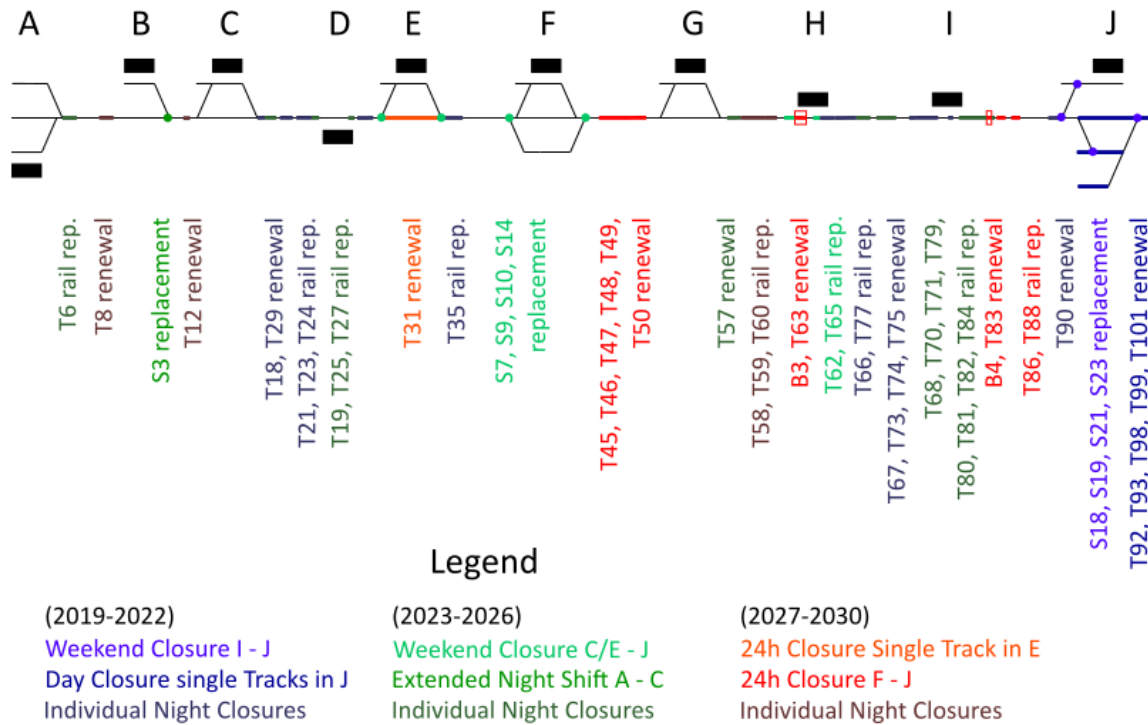 A B C D E F G H I J
T6 rail rep.
T8 renewal
S3 replacement
T12 renewal
T18, T29 renewal
T21, T23, T24 rail rep.
T19, T25, T27 rail rep.
T31 renewal
T35 rail rep.
S7, S9, S10, S14
replacement
T45, T46, T47, T48, T49,
T50 renewal
T57 renewal
T58, T59, T60 rail rep.
B3, T63 renewal
T62, T65 rail rep.
T66, T77 rail rep.
T67, T73, T74, T75 renewal
T68, T70, T71, T79,
T80, T81, T82, T84 rail rep.
B4, T83 renewal
T86, T88 rail rep.
T90 renewal
S18, S19, S21, S23 replacement
T92, T93, T98, T99, T101 renewal
Legend
(2019-2022)
Weekend Closure I - J
Day Closure single Tracks in J
Individual Night Closures
(2023-2026)
Weekend Closure C/E - J
Extended Night Shift A - C
Individual Night Closures
(2027-2030)
24h Closure Single Track in E
24h Closure F - J
Individual Night Closures